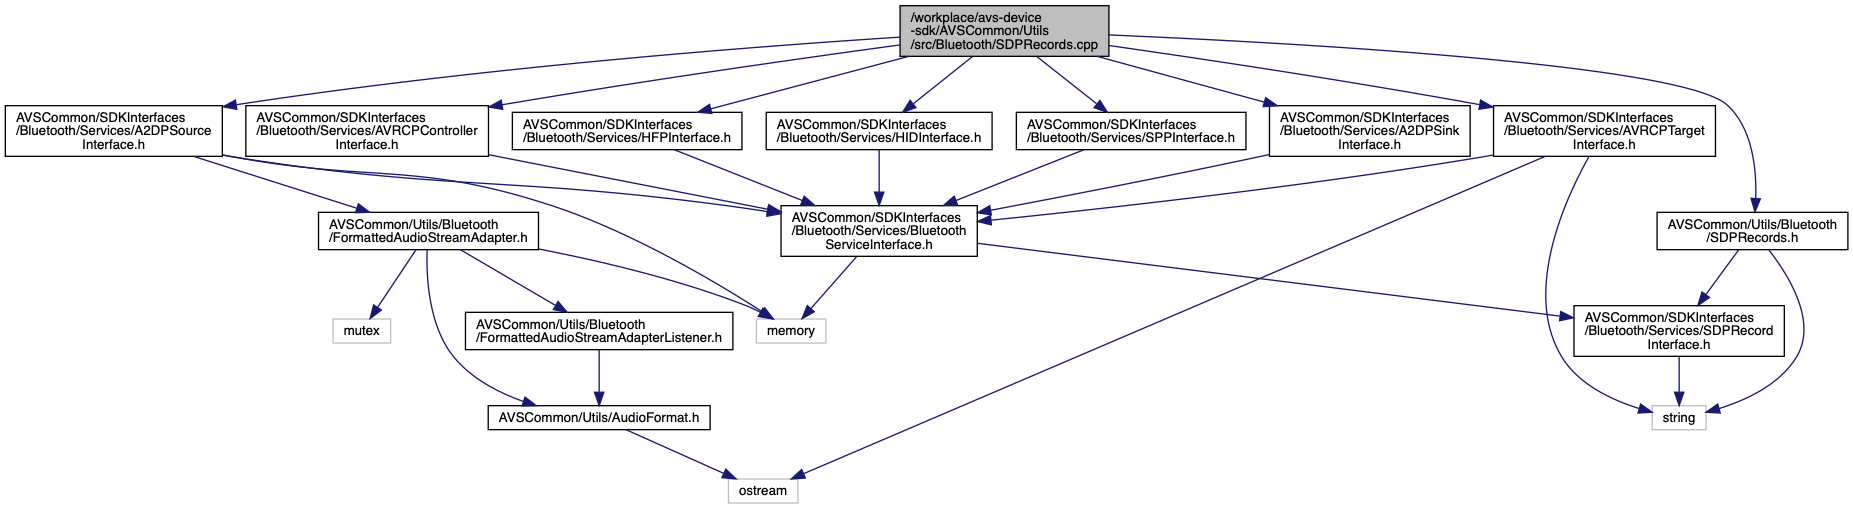 /workplace/avs-device
-sdk/AVSCommon/Utils
/src/Bluetooth/SDPRecords.cpp
AVSCommon/SDKInterfaces
/Bluetooth/Services/A2DPSource
Interface.h
AVSCommon/SDKInterfaces
/Bluetooth/Services/AVRCPController
Interface.h
AVSCommon/SDKInterfaces
/Bluetooth/Services/HFPInterface.h
AVSCommon/SDKInterfaces
/Bluetooth/Services/HIDInterface.h
AVSCommon/SDKInterfaces
/Bluetooth/Services/SPPInterface.h
AVSCommon/SDKInterfaces
/Bluetooth/Services/A2DPSink
Interface.h
AVSCommon/SDKInterfaces
/Bluetooth/Services/AVRCPTarget
Interface.h
AVSCommon/Utils/Bluetooth
/FormattedAudioStreamAdapter.h
AVSCommon/SDKInterfaces
/Bluetooth/Services/Bluetooth
ServiceInterface.h
AVSCommon/Utils/Bluetooth
/SDPRecords.h
mutex
AVSCommon/Utils/Bluetooth
/FormattedAudioStreamAdapterListener.h
memory
AVSCommon/SDKInterfaces
/Bluetooth/Services/SDPRecord
Interface.h
AVSCommon/Utils/AudioFormat.h
string
ostream